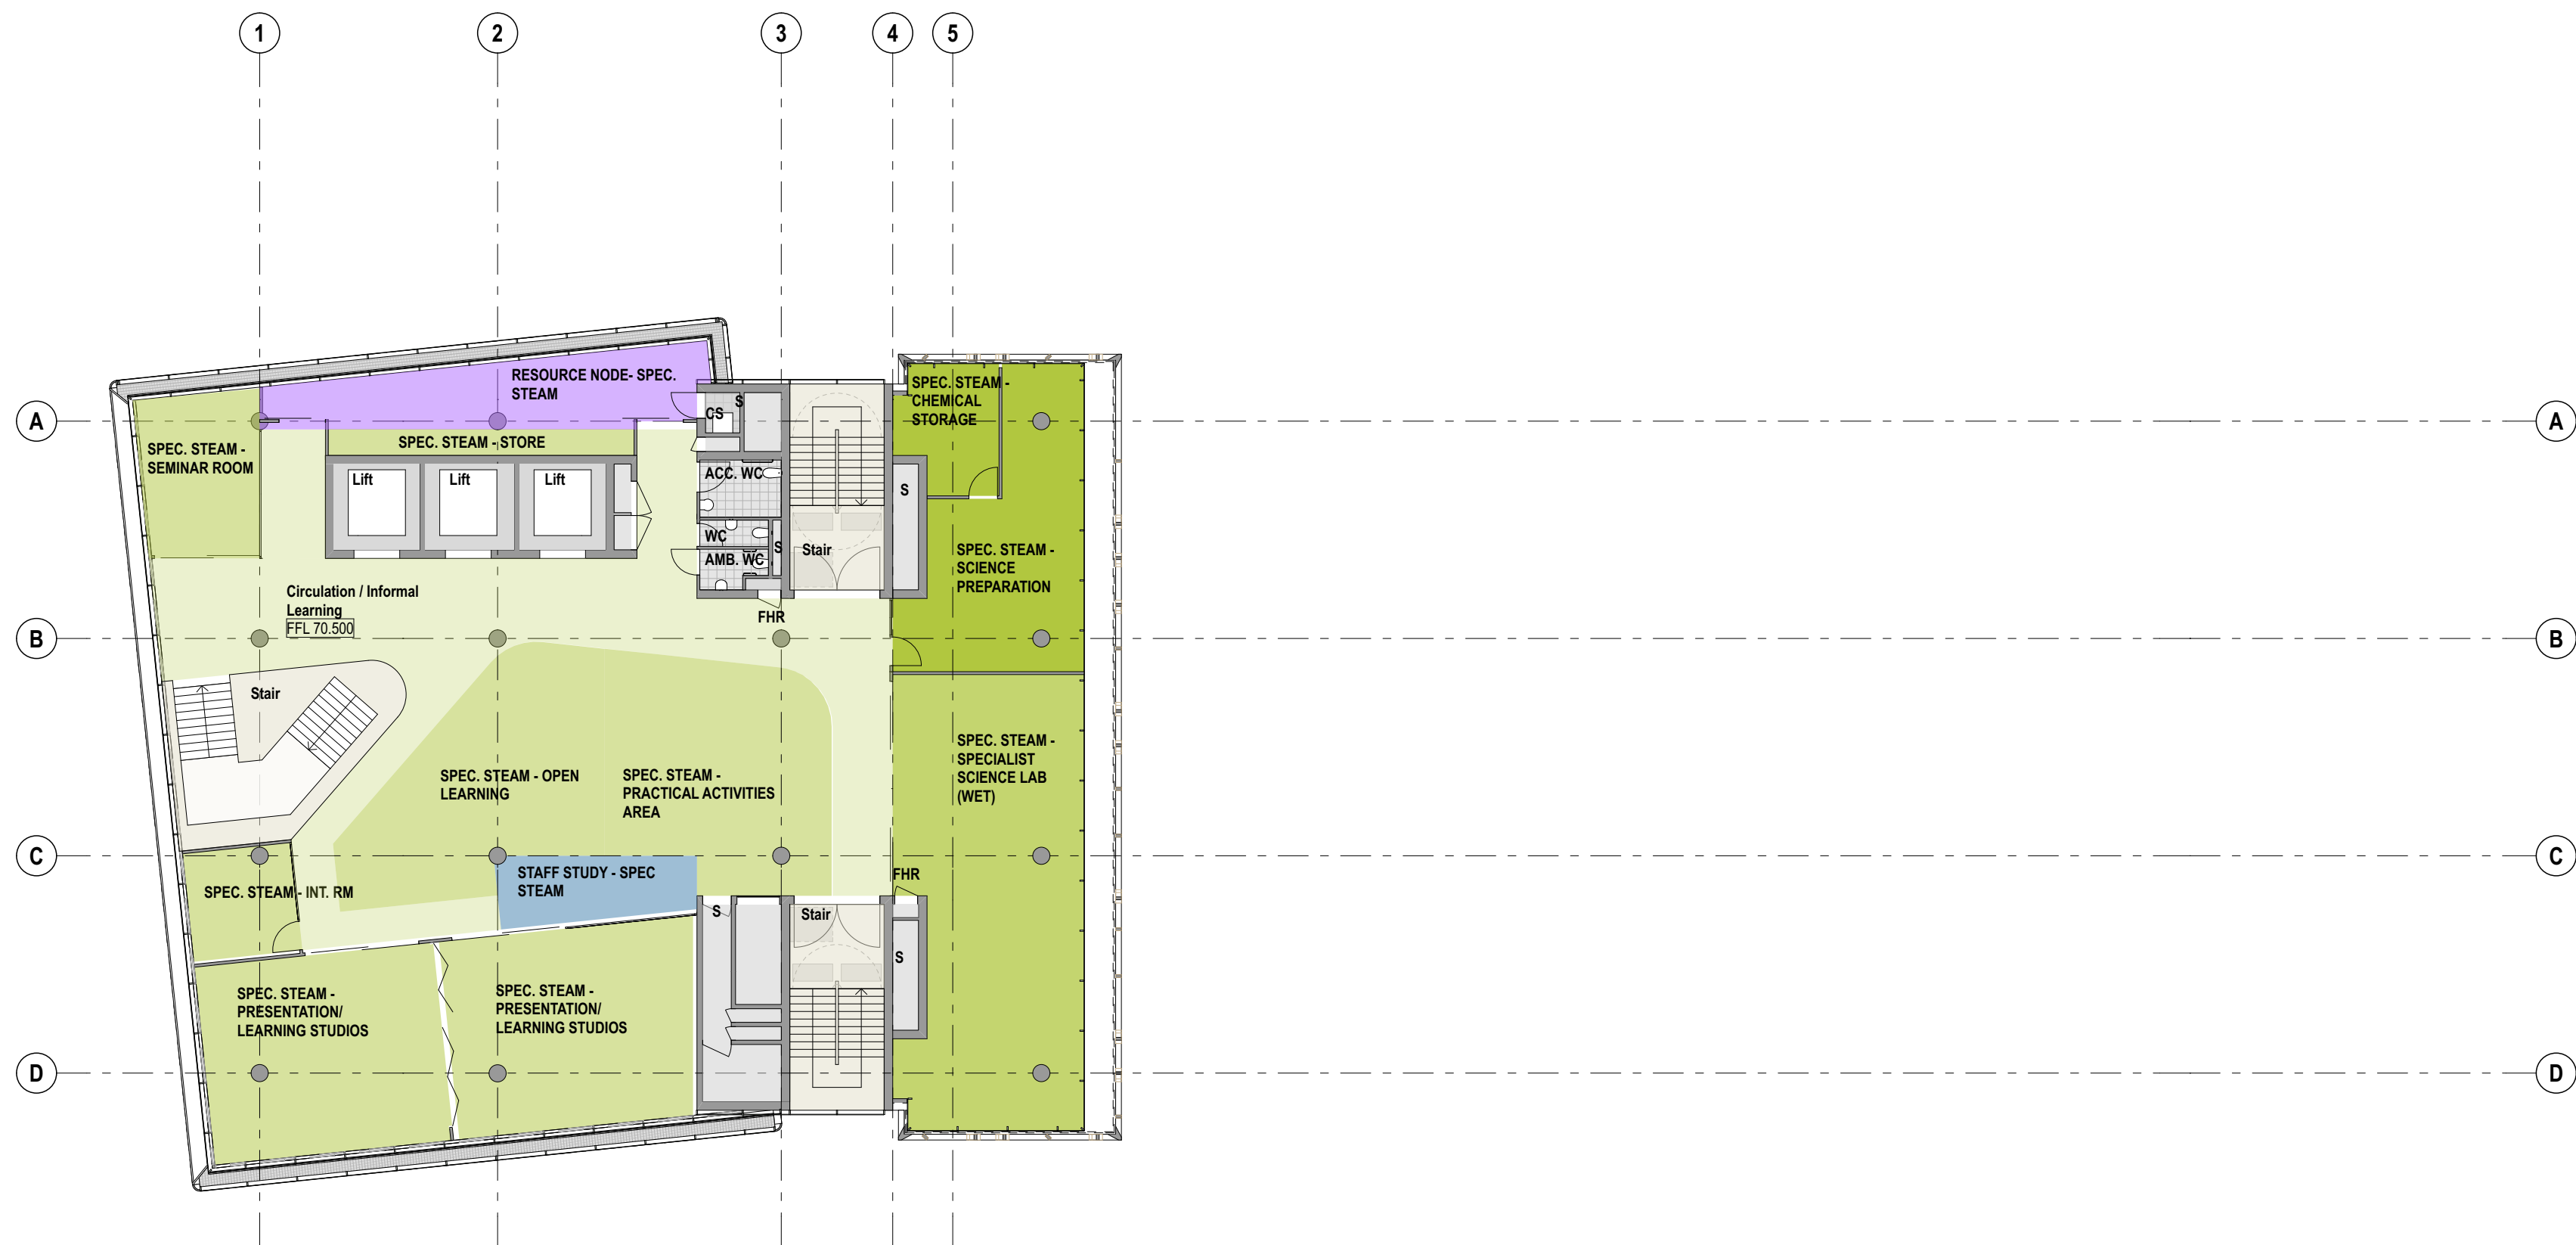 1
2
3
4
5
RESOURCE NODE- SPEC.
STEAM
SPEC. STEAM -
CHEMICAL
STORAGE
A
A
CS
S
SPEC. STEAM -
SEMINAR ROOM
SPEC. STEAM - STORE
Lift
Lift
Lift
ACC. WC
S
WC
S
AMB. WC
Stair
SPEC. STEAM -
SCIENCE
PREPARATION
Circulation / Informal
Learning
FFL 70.500
FHR
B
B
Stair
SPEC. STEAM - OPEN
LEARNING
SPEC. STEAM -
PRACTICAL ACTIVITIES
AREA
SPEC. STEAM -
SPECIALIST
SCIENCE LAB
(WET)
C
C
SPEC. STEAM - INT. RM
STAFF STUDY - SPEC
STEAM
FHR
S
Stair
S
SPEC. STEAM -
PRESENTATION/
LEARNING STUDIOS
SPEC. STEAM -
PRESENTATION/
LEARNING STUDIOS
D
D